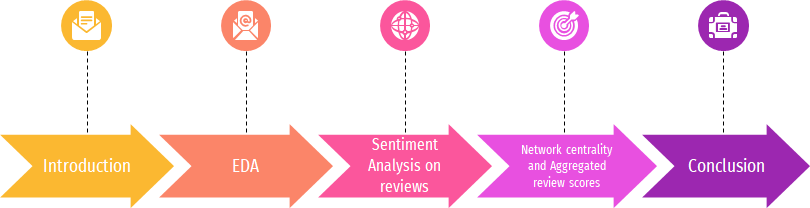 Introduction
EDA
Sentiment
Analysis on
reviews
Network centrality
and Aggregated
review scores
Conclusion